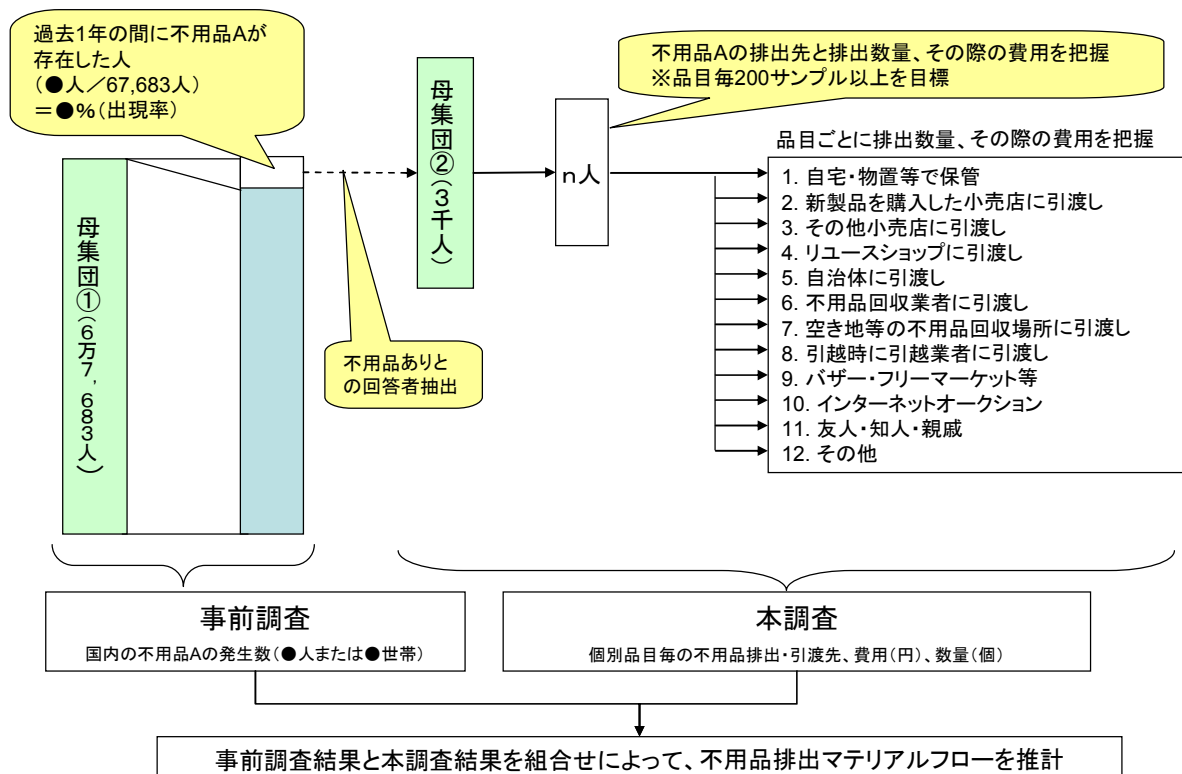 過去1年の間に不用品Aが
存在した人
(●人/67,683人)
=●%(出現率)
不用品Aの排出先と排出数量、その際の費用を把握
※品目毎200サンプル以上を目標
母集団②(3千人)
n人
品目ごとに排出数量、その際の費用を把握
1. 自宅・物置等で保管
2. 新製品を購入した小売店に引渡し
3. その他小売店に引渡し
4. リユースショップに引渡し
5. 自治体に引渡し
6. 不用品回収業者に引渡し
7. 空き地等の不用品回収場所に引渡し
8. 引越時に引越業者に引渡し
9. バザー・フリーマーケット等
10. インターネットオークション
11. 友人・知人・親戚
12. その他
母集団①(6万7,683人)
不用品ありと
の回答者抽出
事前調査
国内の不用品Aの発生数(●人または●世帯)
本調査
個別品目毎の不用品排出・引渡先、費用(円)、数量(個)
事前調査結果と本調査結果を組合せによって、不用品排出マテリアルフローを推計